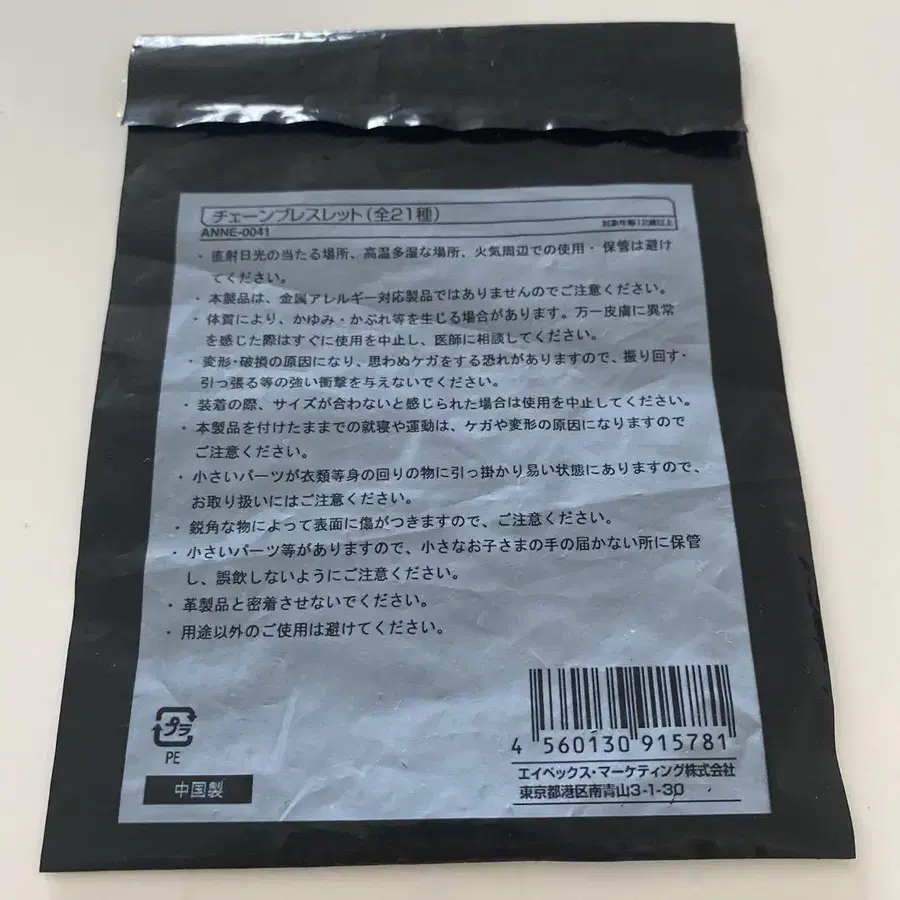 チェーンブレスレット(全21種)
対象年齢12歳以上
ANNE-0041
・直射日光の当たる場所、高温多湿な場所、火気周辺での使用・保管は避け
てください。
・本製品は、金属アレルギー対応製品ではありませんのでご注意ください。
・体質により、かゆみ・かぶれ等を生じる場合があります。万一皮膚に異常
を感じた際はすぐに使用を中止し、医師に相談してください。
・変形・破損の原因になり、思わぬケガをする恐れがありますので、振り回す・
引っ張る等の強い衝撃を与えないでください。
・装着の際、サイズが合わないと感じられた場合は使用を中止してください。
・本製品を付けたままでの就寝や運動は、ケガや変形の原因になりますので
ご注意ください。
・小さいパーツが衣類等身の回りの物に引っ掛かり易い状態にありますので、
お取り扱いにはご注意ください。
・鋭角な物によって表面に傷がつきますので、ご注意ください。
・小さいパーツ等がありますので、小さなお子さまの手の届かない所に保管
し、誤飲しないようにご注意ください。
・革製品と密着させないでください。
・用途以外のご使用は避けてください。
プラ
PE
中国製
4 560130 915781
エイベックス・マーケティング株式会社
東京都港区南青山3-1-30